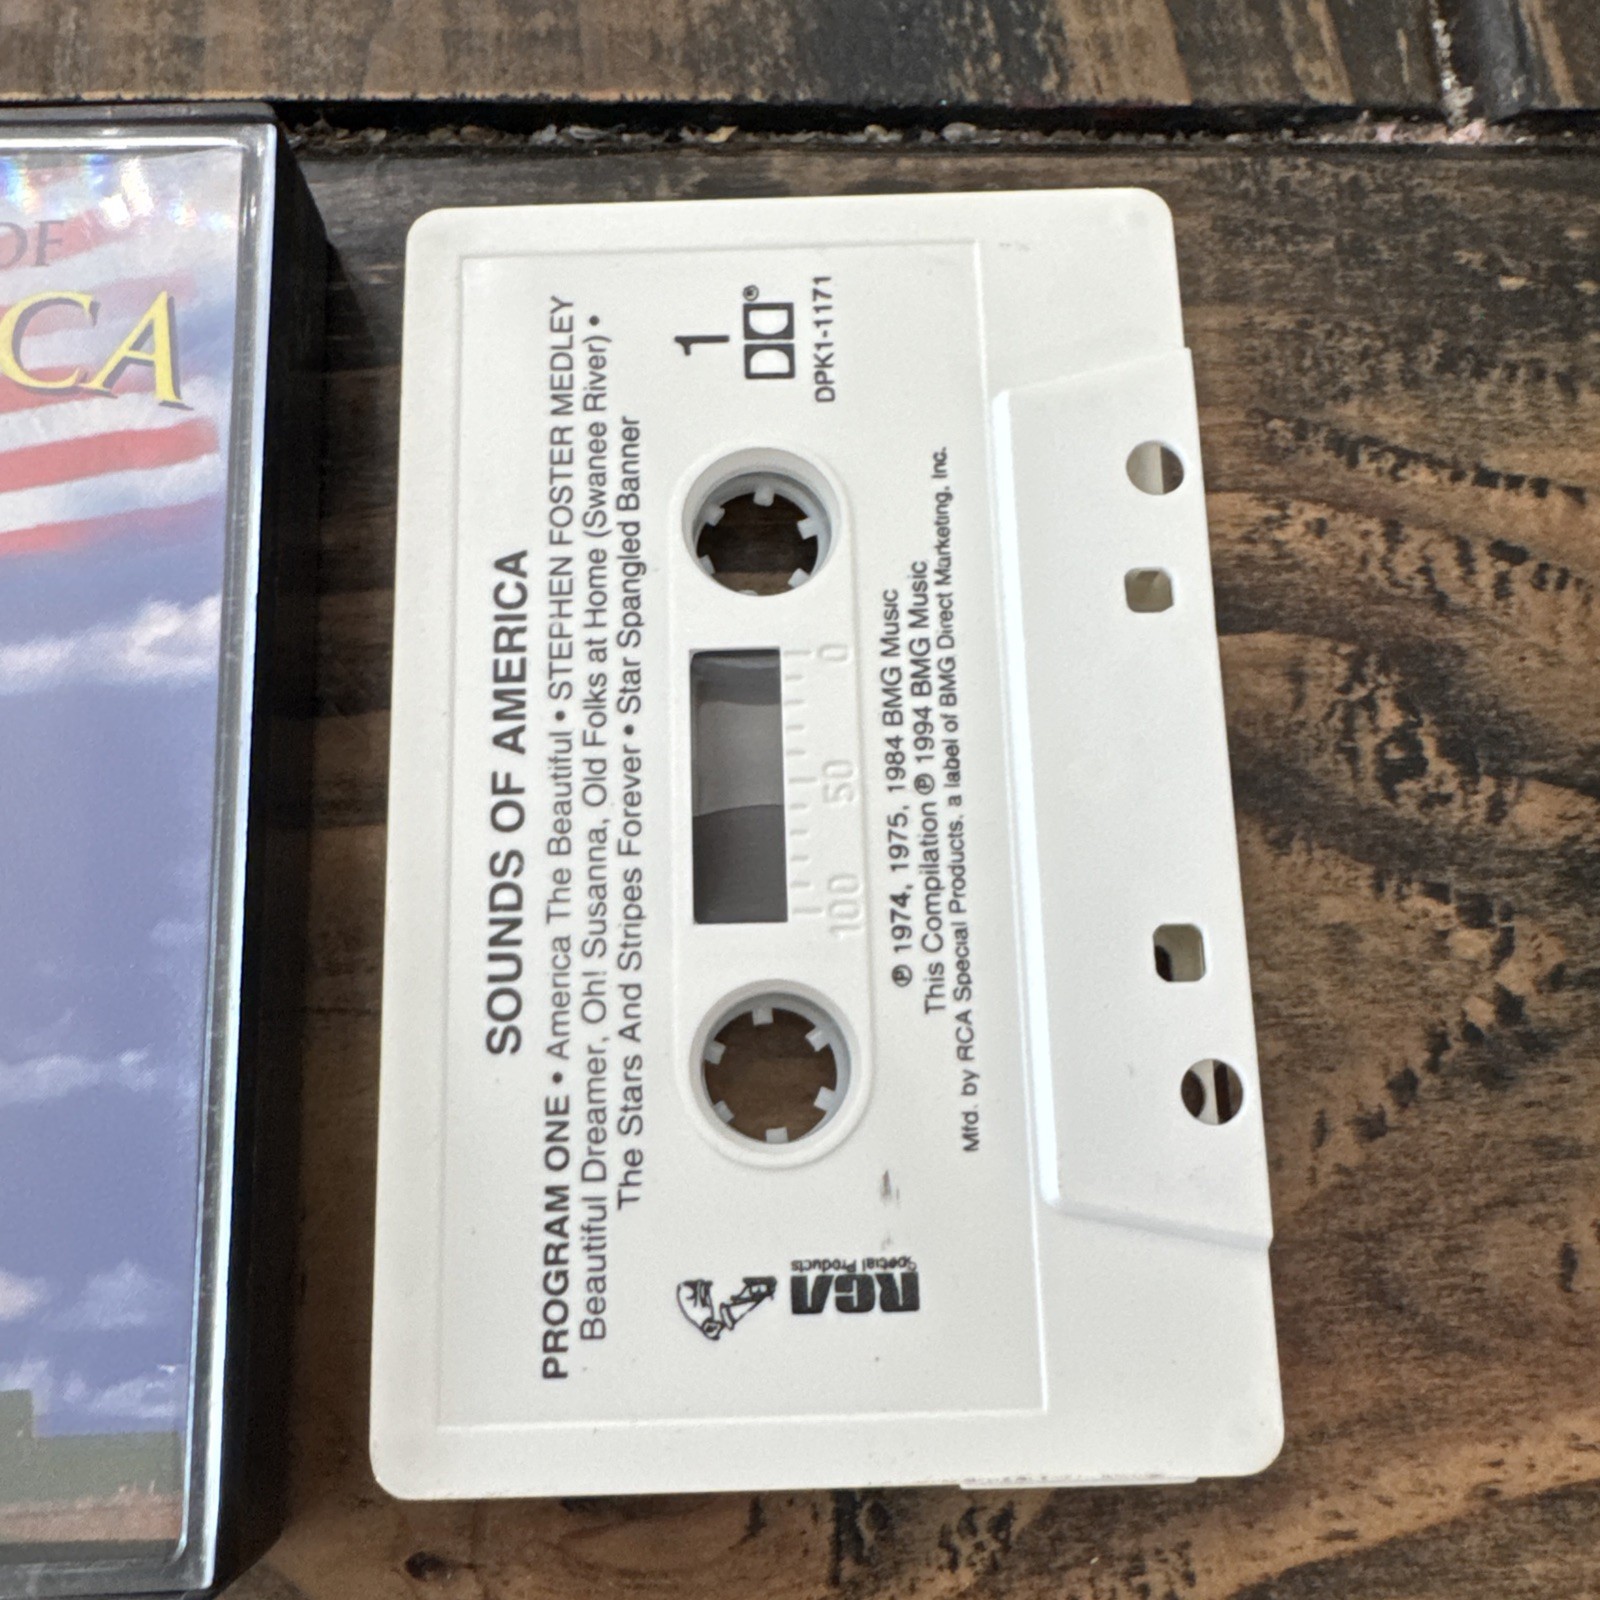 OF
CA
SOUNDS OF AMERICA
PROGRAM ONE • America The Beautiful • STEPHEN FOSTER MEDLEY
Beautiful Dreamer, Oh! Susanna, Old Folks at Home (Swanee River) •
The Stars And Stripes Forever • Star Spangled Banner
1
®
DPK1-1171
100 50 0
℗ 1974, 1975, 1984 BMG Music
This Compilation ℗ 1994 BMG Music
Mfd. by RCA Special Products, a label of BMG Direct Marketing, Inc.
RCA
Special Products